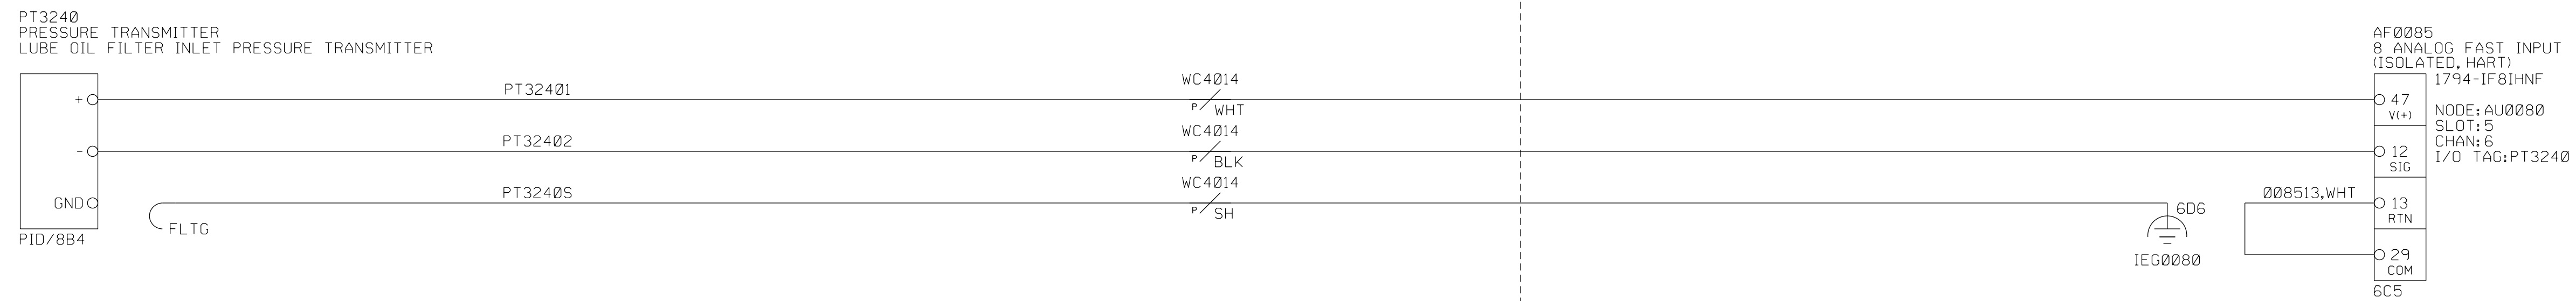 PT3240
PRESSURE TRANSMITTER
LUBE OIL FILTER INLET PRESSURE TRANSMITTER
+
-
GND
PID/8B4
PT32401
PT32402
PT3240S
FLTG
WC4014
P
WHT
WC4014
P
BLK
WC4014
P
SH
6D6
IEG0080
008513,WHT
AF0085
8 ANALOG FAST INPUT
(ISOLATED,HART)
1794-IF8IHNF
47
V(+)
12
SIG
13
RTN
29
COM
6C5
NODE:AU0080
SLOT:5
CHAN:6
I/O TAG:PT3240